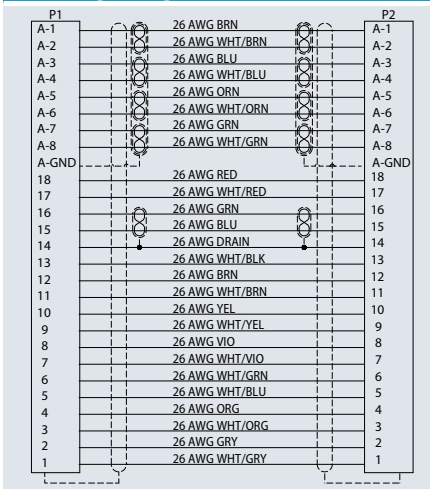 P1 P2
A-1 26 AWG BRN A-1
A-2 26 AWG WHT/BRN A-2
A-3 26 AWG BLU A-3
A-4 26 AWG WHT/BLU A-4
A-5 26 AWG ORN A-5
A-6 26 AWG WHT/ORN A-6
A-7 26 AWG GRN A-7
A-8 26 AWG WHT/GRN A-8
A-GND A-GND
18 26 AWG RED 18
17 26 AWG WHT/RED 17
16 26 AWG GRN 16
15 26 AWG BLU 15
14 26 AWG DRAIN 14
13 26 AWG WHT/BLK 13
12 26 AWG BRN 12
11 26 AWG WHT/BRN 11
10 26 AWG YEL 10
9 26 AWG WHT/YEL 9
8 26 AWG VIO 8
7 26 AWG WHT/VIO 7
6 26 AWG WHT/GRN 6
5 26 AWG WHT/BLU 5
4 26 AWG ORG 4
3 26 AWG WHT/ORG 3
2 26 AWG GRY 2
1 26 AWG WHT/GRY 1